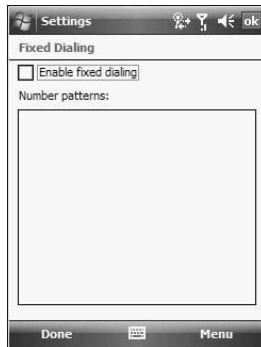 Settings
ok
Fixed Dialing
Enable fixed dialing
Number patterns:
Done
Menu